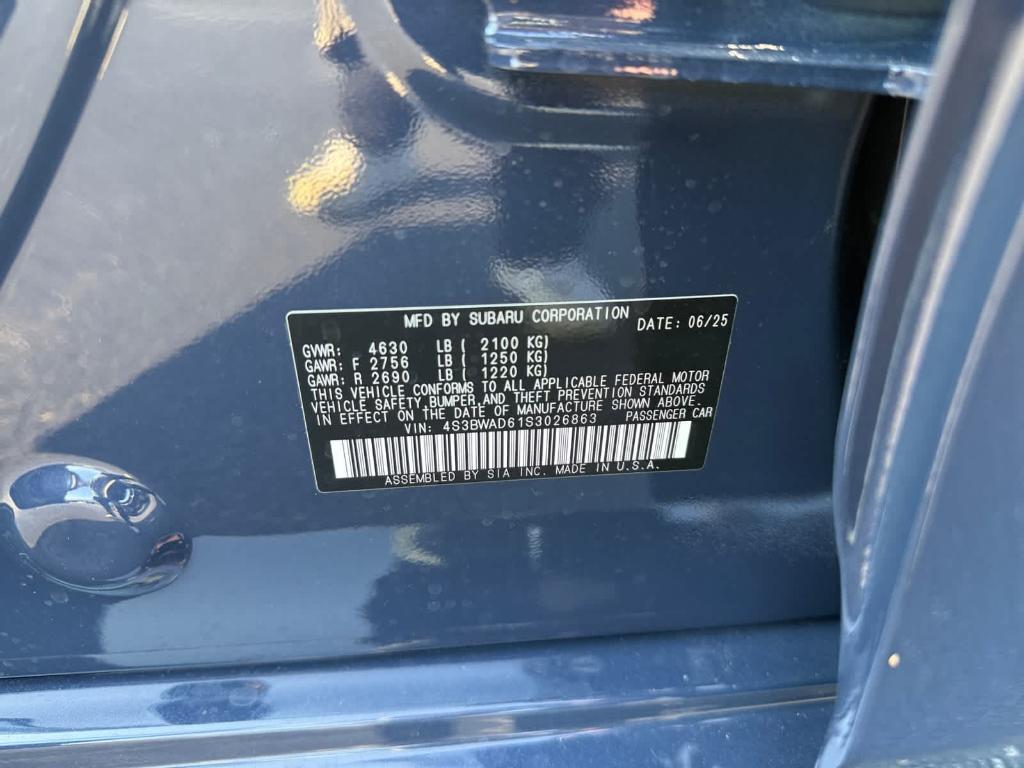 MFD BY SUBARU CORPORATION DATE: 06/25
GVWR: 4630 LB ( 2100 KG)
GAWR: F 2756 LB ( 1250 KG)
GAWR: R 2690 LB ( 1220 KG)
THIS VEHICLE CONFORMS TO ALL APPLICABLE FEDERAL MOTOR
VEHICLE SAFETY, BUMPER, AND THEFT PREVENTION STANDARDS
IN EFFECT ON tHE DATE OF MANUFACTURE SHOWN ABOVE.
VIN: 4S3BWAD61S3026863 PASSENGER CAR
ASSEMBLED BY SIA INC. MADE IN U.S.A.